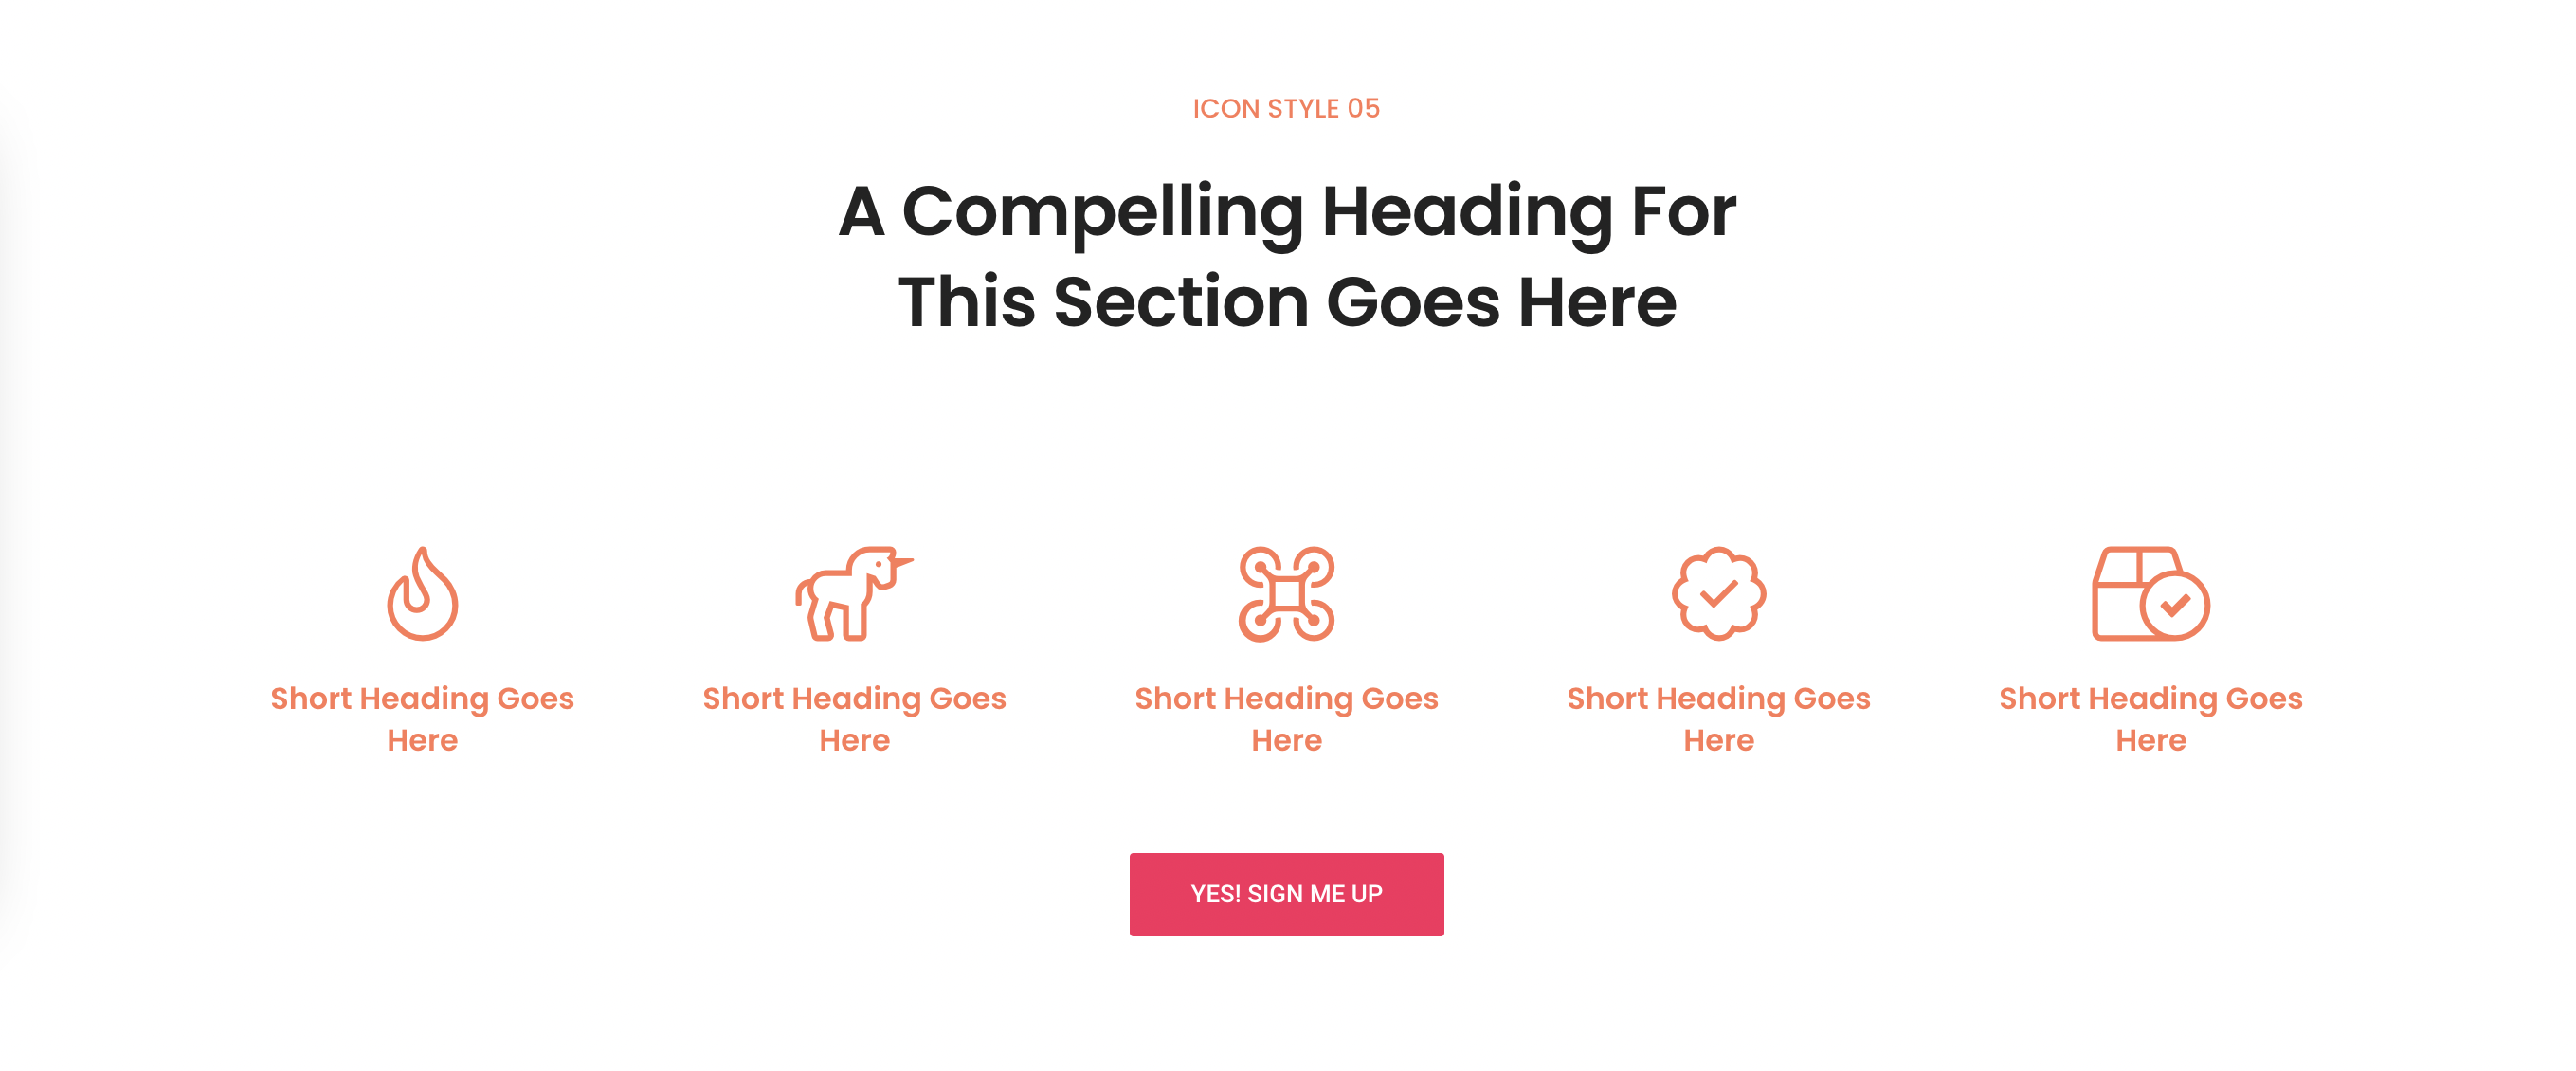 ICON STYLE 05
A Compelling Heading For
This Section Goes Here
Short Heading Goes
Here
Short Heading Goes
Here
Short Heading Goes
Here
Short Heading Goes
Here
Short Heading Goes
Here
YES! SIGN ME UP